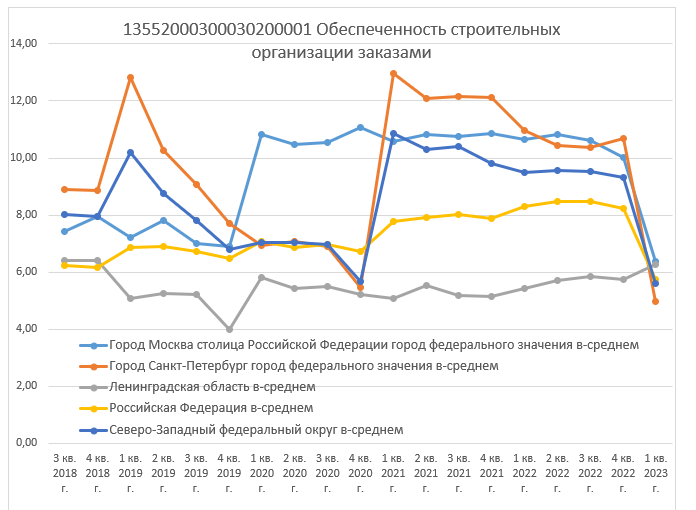 13552000300030200001 Обеспеченность строительных
организации заказами
14,00
12,00
10,00
8,00
6,00
4,00
2,00
0,00
Город Москва столица Российской Федерации город федерального значения в-среднем
Город Санкт-Петербург город федерального значения в-среднем
Ленинградская область в-среднем
Российская Федерация в-среднем
Северо-Западный федеральный округ в-среднем
3 кв. 4 кв. 1 кв. 2 кв. 3 кв. 4 кв. 1 кв. 2 кв. 3 кв. 4 кв. 1 кв. 2 кв. 3 кв. 4 кв. 1 кв. 2 кв. 3 кв. 4 кв. 1 кв.
2018 2018 2019 2019 2019 2019 2020 2020 2020 2020 2021 2021 2021 2021 2022 2022 2022 2022 2023
г. г. г. г. г. г. г. г. г. г. г. г. г. г. г. г. г. г. г.